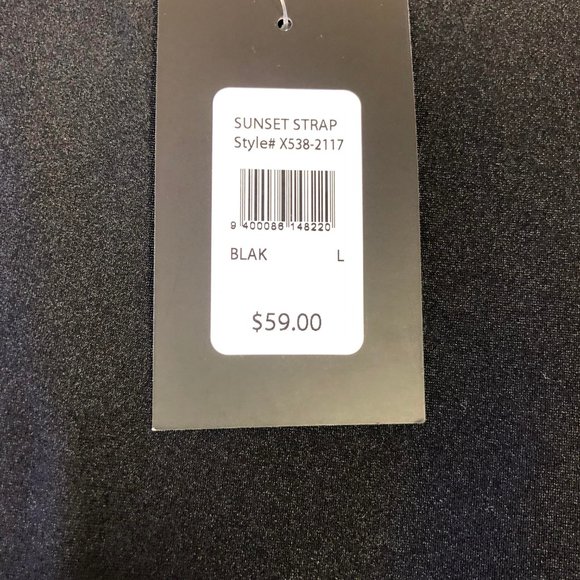 SUNSET STRAP
Style# X538-2117
9 400086 148220
BLAK L
$59.00